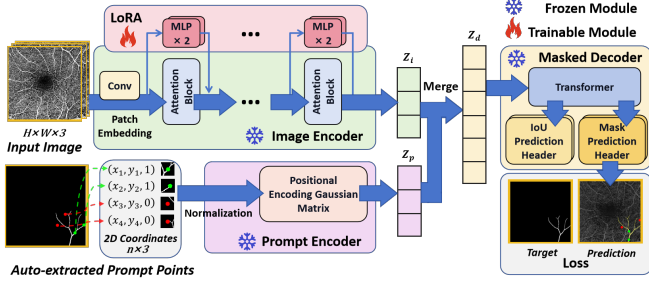 LoRA
MLP
× 2
•••
MLP
× 2
Frozen Module
Trainable Module
Conv
Attention
Block
•••
Attention
Block
Patch
Embedding
Image Encoder
H×W×3
Input Image
Z_i
Merge
Z_d
Masked Decoder
Transformer
IoU
Prediction
Header
Mask
Prediction
Header
(x_1, y_1, 1)
(x_2, y_2, 1)
(x_3, y_3, 0)
(x_4, y_4, 0)
2D Coordinates
n×3
Auto-extracted Prompt Points
Normalization
Positional
Encoding Gaussian
Matrix
Prompt Encoder
Z_p
Target
Prediction
Loss